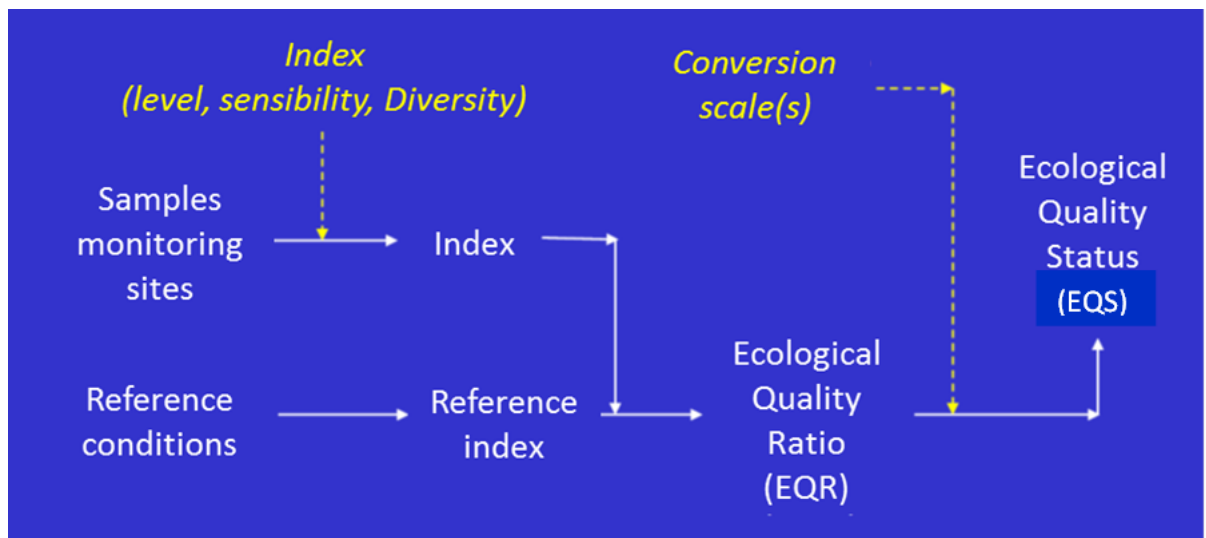 Index
(level, sensibility, Diversity)
Conversion
scale(s)
Samples
monitoring
sites
Index
Ecological
Quality
Status
(EQS)
Reference
conditions
Reference
index
Ecological
Quality
Ratio
(EQR)